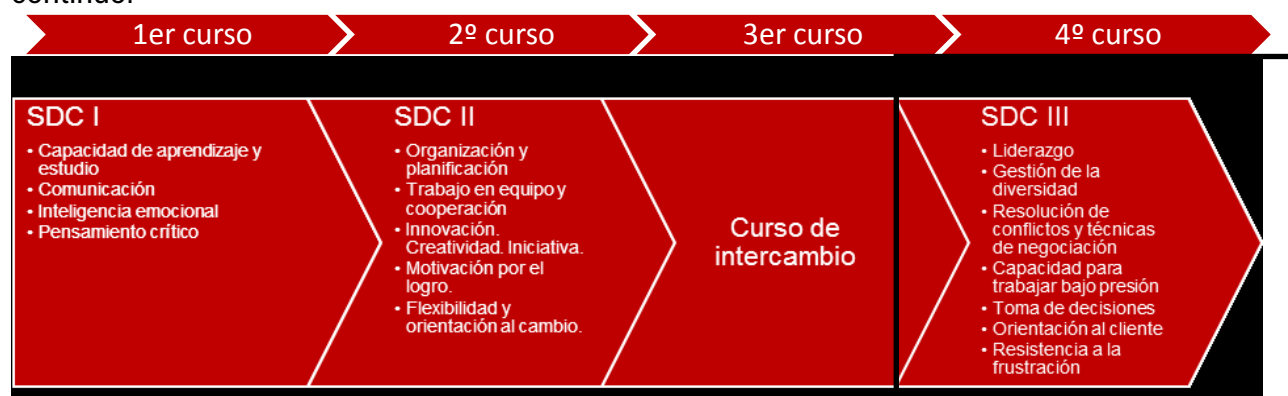 continuo.
1er curso
2º curso
3er curso
4º curso
SDC I
• Capacidad de aprendizaje y
estudio
• Comunicación
• Inteligencia emocional
• Pensamiento crítico
SDC II
• Organización y
planificación
• Trabajo en equipo y
cooperación
• Innovación.
Creatividad. Iniciativa.
• Motivación por el
logro.
• Flexibilidad y
orientación al cambio.
Curso de
intercambio
SDC III
• Liderazgo
• Gestión de la
diversidad
• Resolución de
conflictos y técnicas
de negociación
• Capacidad para
trabajar bajo presión
• Toma de decisiones
• Orientación al cliente
• Resistencia a la
frustración